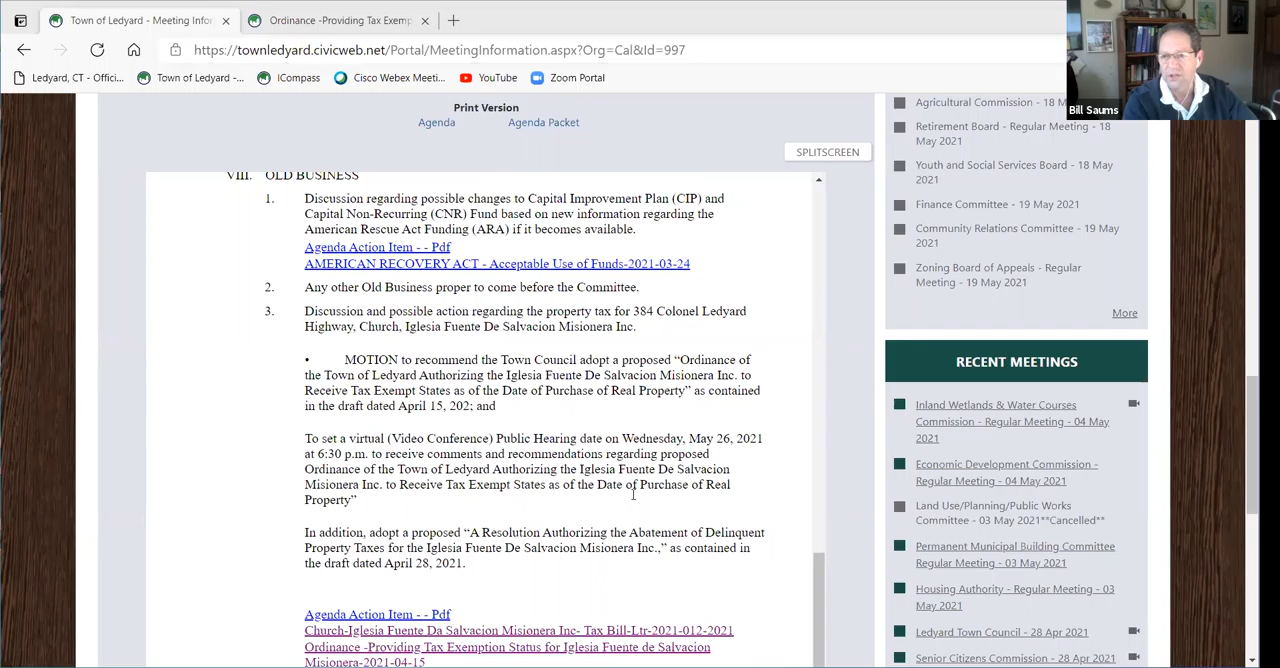 Town of Ledyard - Meeting Infor
Ordinance -Providing Tax Exemp
https://townledyard.civicweb.net/Portal/MeetingInformation.aspx?Org=Cal&Id=997
Ledyard, CT - Offici...
Town of Ledyard -...
ICompass
Cisco Webex Meeti...
YouTube
Zoom Portal
Bill Saums
Print Version
Agenda
Agenda Packet
SPLITSCREEN
VIII. OLD BUSINESS
1. Discussion regarding possible changes to Capital Improvement Plan (CIP) and
Capital Non-Recurring (CNR) Fund based on new information regarding the
American Rescue Act Funding (ARA) if it becomes available.
Agenda Action Item - - Pdf
AMERICAN RECOVERY ACT - Acceptable Use of Funds-2021-03-24
2. Any other Old Business proper to come before the Committee.
3. Discussion and possible action regarding the property tax for 384 Colonel Ledyard
Highway, Church, Iglesia Fuente De Salvacion Misionera Inc.
• MOTION to recommend the Town Council adopt a proposed “Ordinance of
the Town of Ledyard Authorizing the Iglesia Fuente De Salvacion Misionera Inc. to
Receive Tax Exempt States as of the Date of Purchase of Real Property” as contained
in the draft dated April 15, 202; and
To set a virtual (Video Conference) Public Hearing date on Wednesday, May 26, 2021
at 6:30 p.m. to receive comments and recommendations regarding proposed
Ordinance of the Town of Ledyard Authorizing the Iglesia Fuente De Salvacion
Misionera Inc. to Receive Tax Exempt States as of the Date of Purchase of Real
Property”
In addition, adopt a proposed “A Resolution Authorizing the Abatement of Delinquent
Property Taxes for the Iglesia Fuente De Salvacion Misionera Inc.,” as contained in
the draft dated April 28, 2021.
Agenda Action Item - - Pdf
Church-Iglesia Fuente Da Salvacion Misionera Inc- Tax Bill-Ltr-2021-012-2021
Ordinance -Providing Tax Exemption Status for Iglesia Fuente de Salvacion
Misionera-2021-04-15
Agricultural Commission - 18 M
Retirement Board - Regular Meeting - 18
May 2021
Youth and Social Services Board - 18 May
2021
Finance Committee - 19 May 2021
Community Relations Committee - 19 May
2021
Zoning Board of Appeals - Regular
Meeting - 19 May 2021
More
RECENT MEETINGS
Inland Wetlands & Water Courses
Commission - Regular Meeting - 04 May
2021
Economic Development Commission -
Regular Meeting - 04 May 2021
Land Use/Planning/Public Works
Committee - 03 May 2021**Cancelled**
Permanent Municipal Building Committee
Regular Meeting - 03 May 2021
Housing Authority - Regular Meeting - 03
May 2021
Ledyard Town Council - 28 Apr 2021
Senior Citizens Commission - 28 Apr 2021